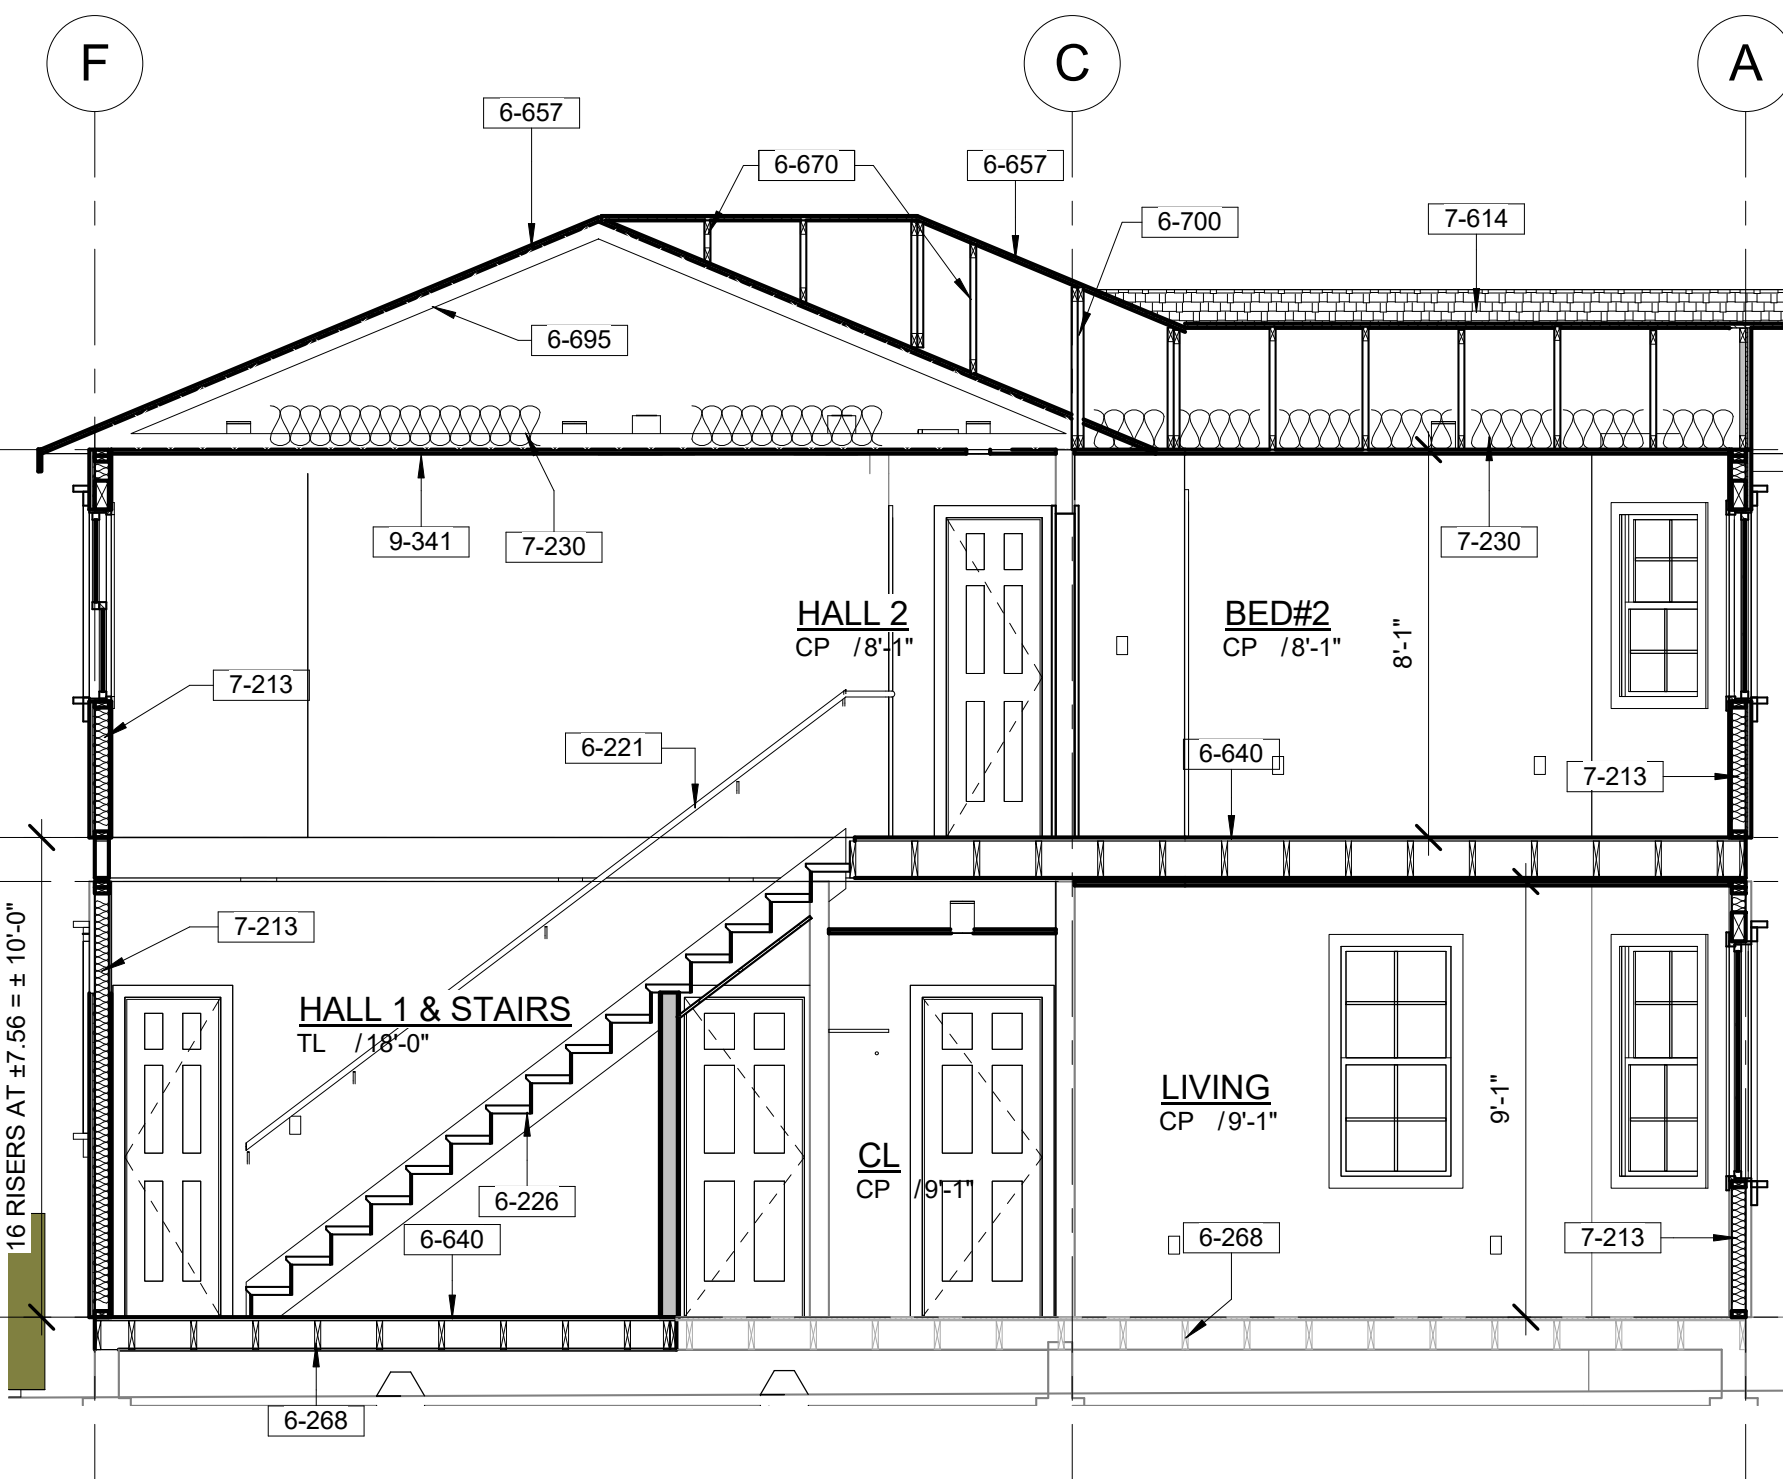 F
C
A
6-657
6-670
6-657
6-700
7-614
6-695
9-341
7-230
7-230
HALL 2
CP /8'-1"
BED#2
CP /8'-1"
8'-1"
7-213
6-221
6-640
7-213
7-213
16 RISERS AT ±7.56 = ± 10'-0"
HALL 1 & STAIRS
TL /18'-0"
LIVING
CP /9'-1"
9'-1"
CL
CP /9'-1"
6-226
6-640
6-268
7-213
6-268